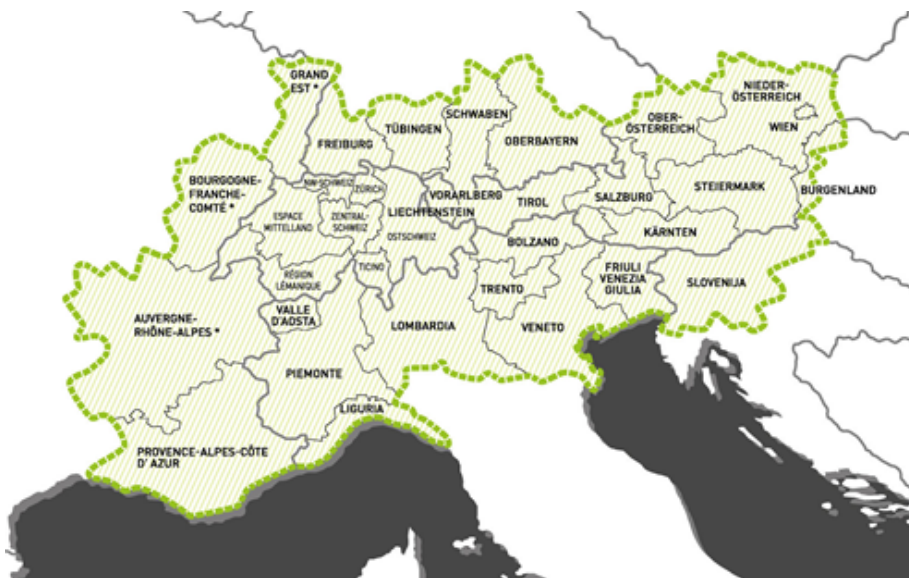 GRAND
EST *
NIEDER-
ÖSTERREICH
SCHWABEN
OBER-
ÖSTERREICH
WIEN
TÜBINGEN
FREIBURG
OBERBAYERN
BOURGOGNE-
FRANCHE-
COMTÉ *
NW-SCHWEIZ
ZÜRICH
VORARLBERG
TIROL
SALZBURG
STEIERMARK
BURGENLAND
ESPACE
MITTELLAND
ZENTRAL-
SCHWEIZ
LIECHTENSTEIN
OSTSCHWEIZ
KÄRNTEN
BOLZANO
RÉGION
LÉMANIQUE
TICINO
TRENTO
FRIULI
VENEZIA
GIULIA
SLOVENIJA
AUVERGNE-
RHÔNE-ALPES *
VALLE
D'AOSTA
LOMBARDIA
VENETO
PIEMONTE
LIGURIA
PROVENCE-ALPES-CÔTE
D' AZUR